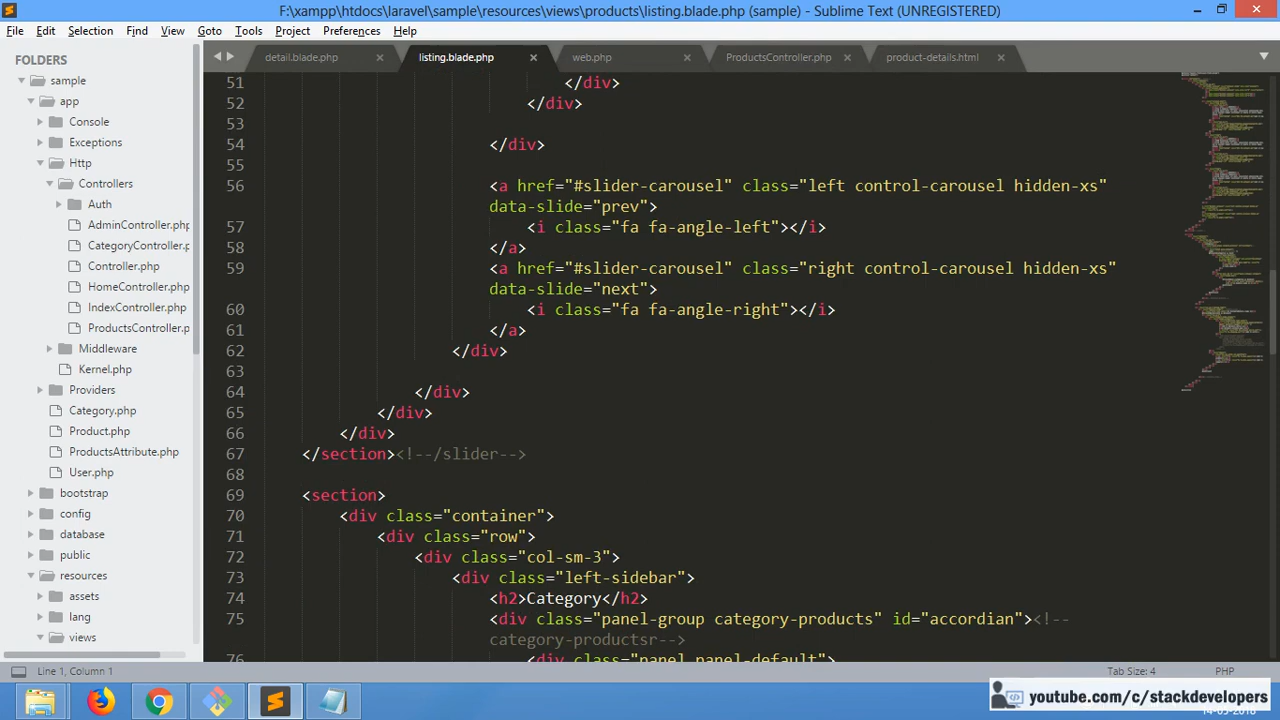 F:\xampp\htdocs\laravel\sample\resources\views\products\listing.blade.php (sample) - Sublime Text (UNREGISTERED)
File Edit Selection Find View Goto Tools Project Preferences Help
FOLDERS
sample
app
Console
Exceptions
Http
Controllers
Auth
AdminController.php
CategoryController.p
Controller.php
HomeController.php
IndexController.php
ProductsController.p
Middleware
Kernel.php
Providers
Category.php
Product.php
ProductsAttribute.php
User.php
bootstrap
config
database
public
resources
assets
lang
views
detail.blade.php listing.blade.php web.php ProductsController.php product-details.html
51 </div>
52 </div>
53
54 </div>
55
56 <a href="#slider-carousel" class="left control-carousel hidden-xs"
data-slide="prev">
57 <i class="fa fa-angle-left"></i>
58 </a>
59 <a href="#slider-carousel" class="right control-carousel hidden-xs"
data-slide="next">
60 <i class="fa fa-angle-right"></i>
61 </a>
62 </div>
63
64 </div>
65 </div>
66 </div>
67 </section><!--/slider-->
68
69 <section>
70 <div class="container">
71 <div class="row">
72 <div class="col-sm-3">
73 <div class="left-sidebar">
74 <h2>Category</h2>
75 <div class="panel-group category-products" id="accordian"><!--
category-productsr-->
76 <div class="panel panel-default">
Line 1, Column 1 Tab Size: 4 PHP
youtube.com/c/stackdevelopers